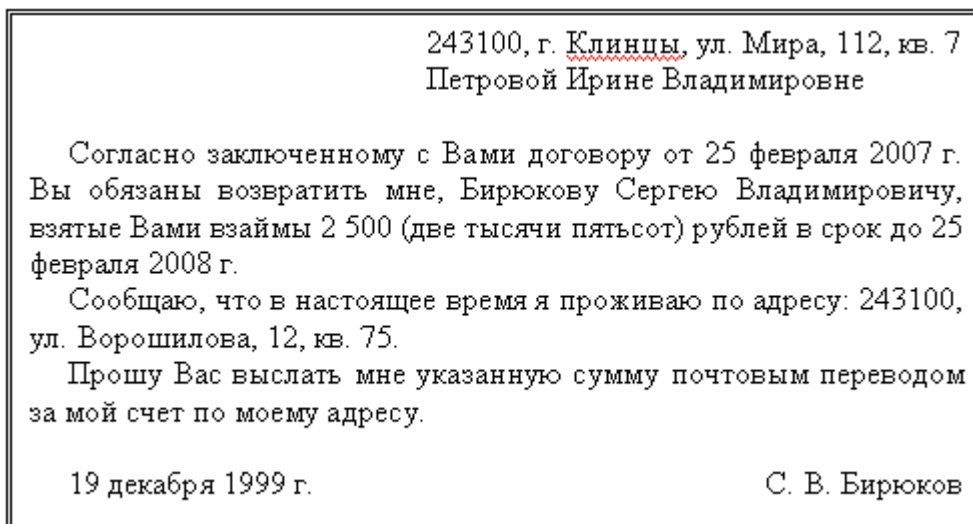 243100, г. Клинцы, ул. Мира, 112, кв. 7
Петровой Ирине Владимировне
Согласно заключенному с Вами договору от 25 февраля 2007 г.
Вы обязаны возвратить мне, Бирюкову Сергею Владимировичу,
взятые Вами взаймы 2 500 (две тысячи пятьсот) рублей в срок до 25
февраля 2008 г.
Сообщаю, что в настоящее время я проживаю по адресу: 243100,
ул. Ворошилова, 12, кв. 75.
Прошу Вас выслать мне указанную сумму почтовым переводом
за мой счет по моему адресу.
19 декабря 1999 г. С. В. Бирюков